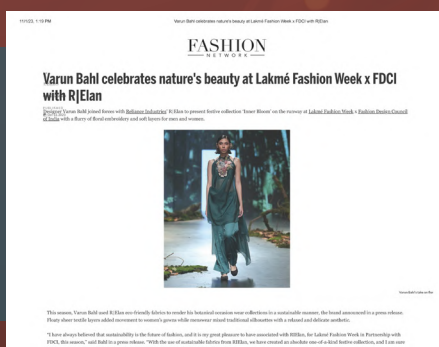 11/1/23, 1:10 PM Varun Bahl celebrates nature's beauty at Lakmé Fashion Week x FDCI with R|Elan
FASHION
NETWORK
Varun Bahl celebrates nature's beauty at Lakmé Fashion Week x FDCI
with R|Elan
Designer Varun Bahl joined forces with Reliance Industries' R|Elan to present festive collection 'Inner Bloom' on the runway at Lakmé Fashion Week x Fashion Design Council
of India with a flurry of floral embroidery and soft layers for men and women.
This season, Varun Bahl used R|Elan eco-friendly fabrics to render his botanical occasion wear collections in a sustainable manner, the brand announced in a press release.
Floaty sheer textile layers added movement to women's gowns while menswear mixed traditional silhouettes with a relaxed and delicate aesthetic.
"I have always believed that sustainability is the future of fashion, and it is my great pleasure to have associated with R|Elan, for Lakmé Fashion Week in Partnership with
FDCI, this season," said Bahl in a press release. "With the use of sustainable fabrics from R|Elan, we have created an absolute one-of-a-kind festive collection, and I am sure